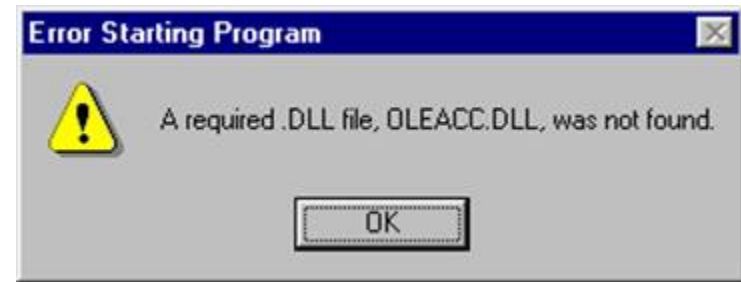 Error Starting Program
A required .DLL file, OLEACC.DLL, was not found.
OK